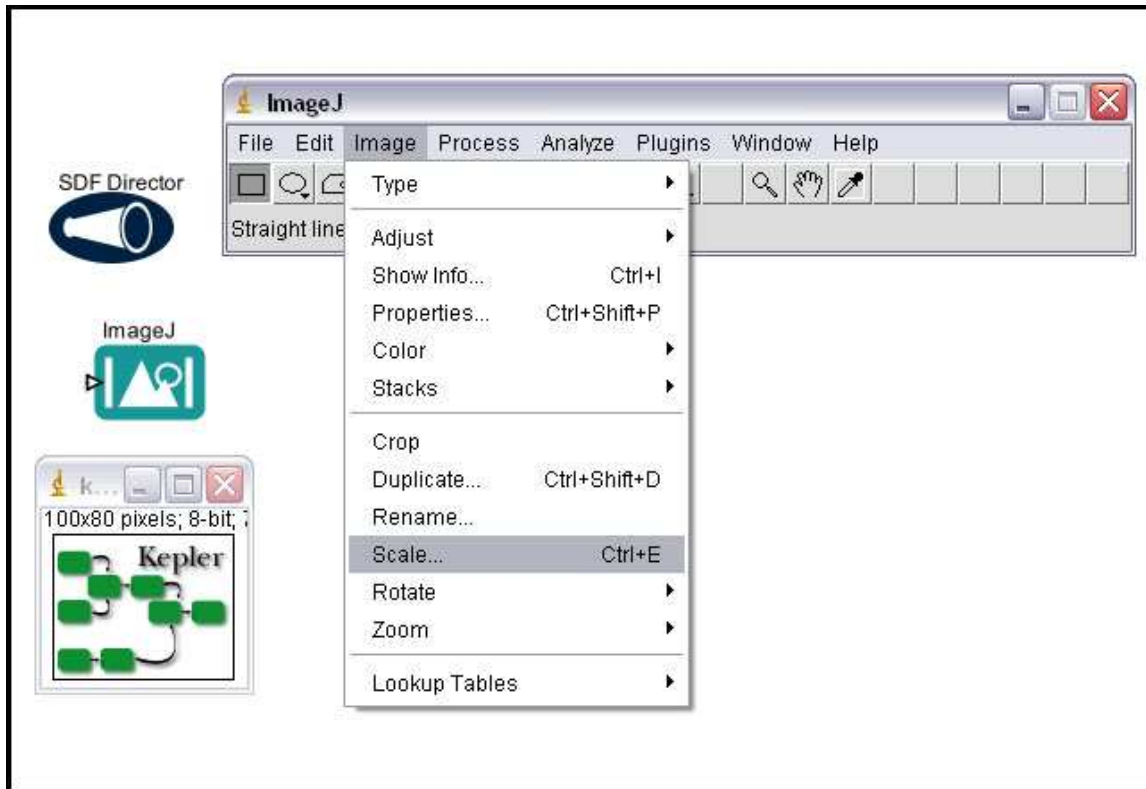 ImageJ
File Edit Image Process Analyze Plugins Window Help
SDF Director
Straight line
Type
Adjust
Show Info... Ctrl+I
Properties... Ctrl+Shift+P
Color
Stacks
Crop
Duplicate... Ctrl+Shift+D
Rename...
Scale... Ctrl+E
Rotate
Zoom
Lookup Tables
ImageJ
k...
100x80 pixels; 8-bit;
Kepler